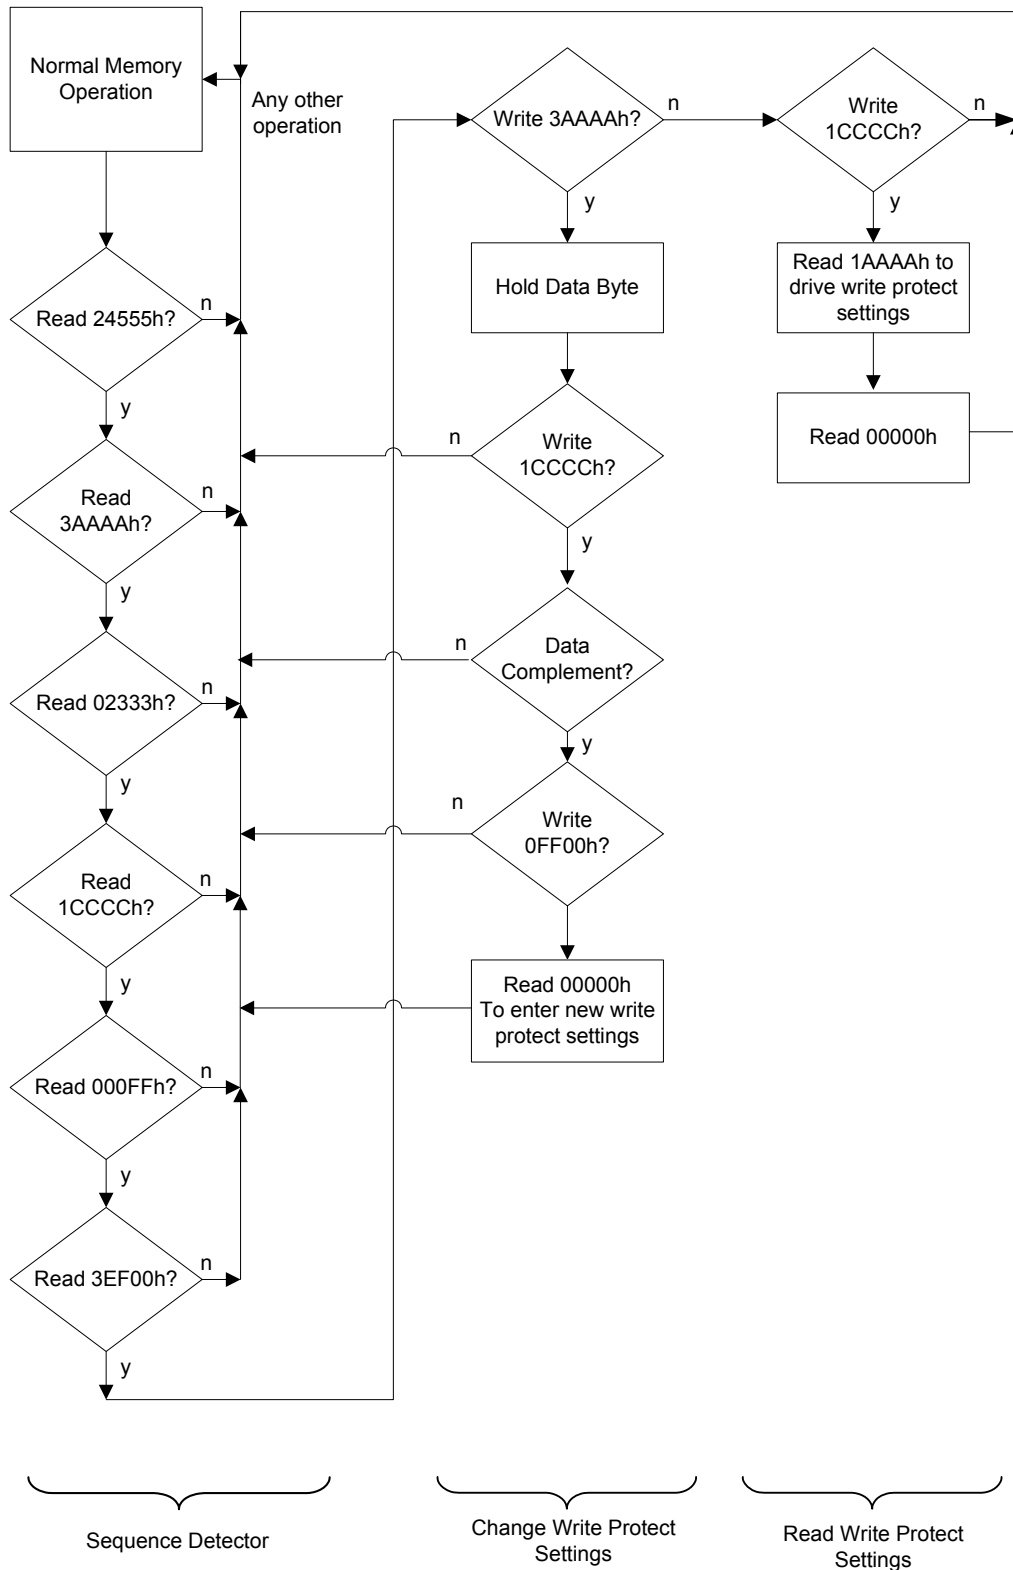 Normal Memory
Operation
Any other
operation
Read 24555h?
n
y
Read
3AAAAh?
n
y
Read 02333h?
n
y
Read
1CCCCh?
n
y
Read 000FFh?
n
y
Read 3EF00h?
n
y
Sequence Detector
Write 3AAAAh?
n
y
Hold Data Byte
Write
1CCCCh?
n
y
Data
Complement?
n
y
Write
0FF00h?
n
Read 00000h
To enter new write
protect settings
Change Write Protect
Settings
Write
1CCCCh?
n
y
Read 1AAAAh to
drive write protect
settings
Read 00000h
Read Write Protect
Settings